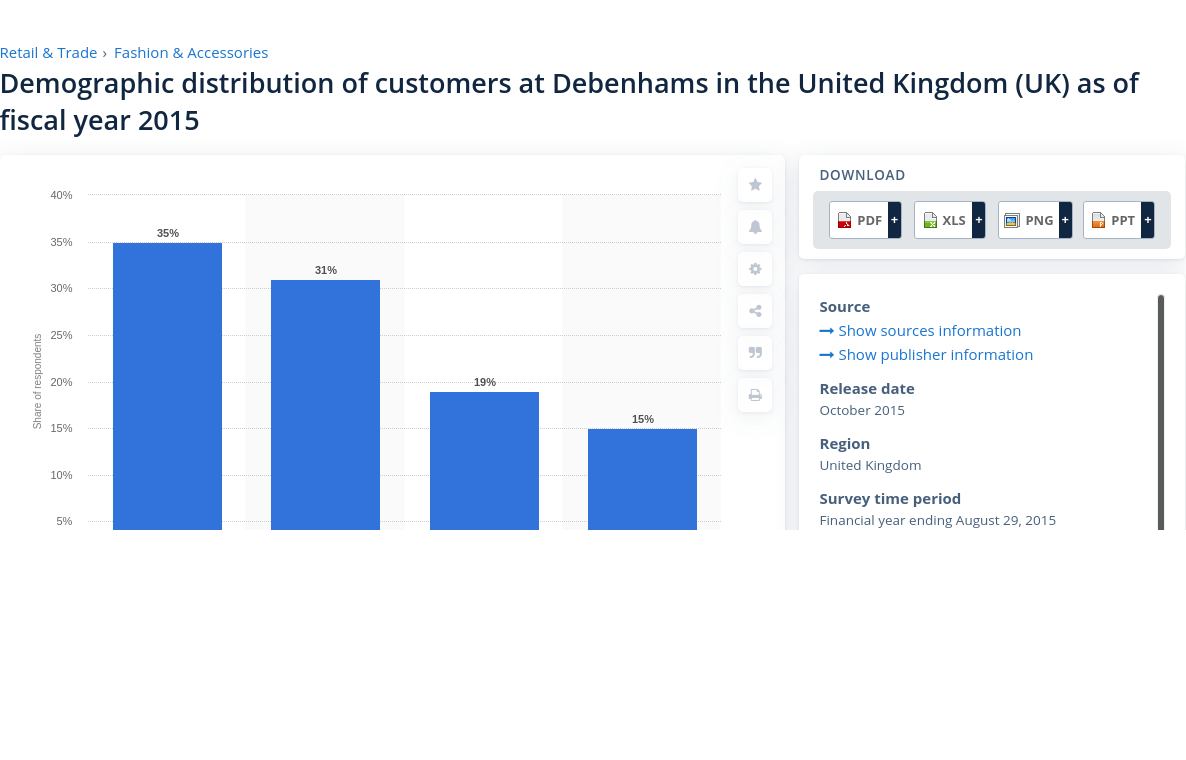 Retail & Trade › Fashion & Accessories
Demographic distribution of customers at Debenhams in the United Kingdom (UK) as of
fiscal year 2015
40%
35%
30%
25%
20%
15%
10%
5%
Share of respondents
35%
31%
19%
15%
DOWNLOAD
PDF +
XLS +
PNG +
PPT +
Source
Show sources information
Show publisher information
Release date
October 2015
Region
United Kingdom
Survey time period
Financial year ending August 29, 2015